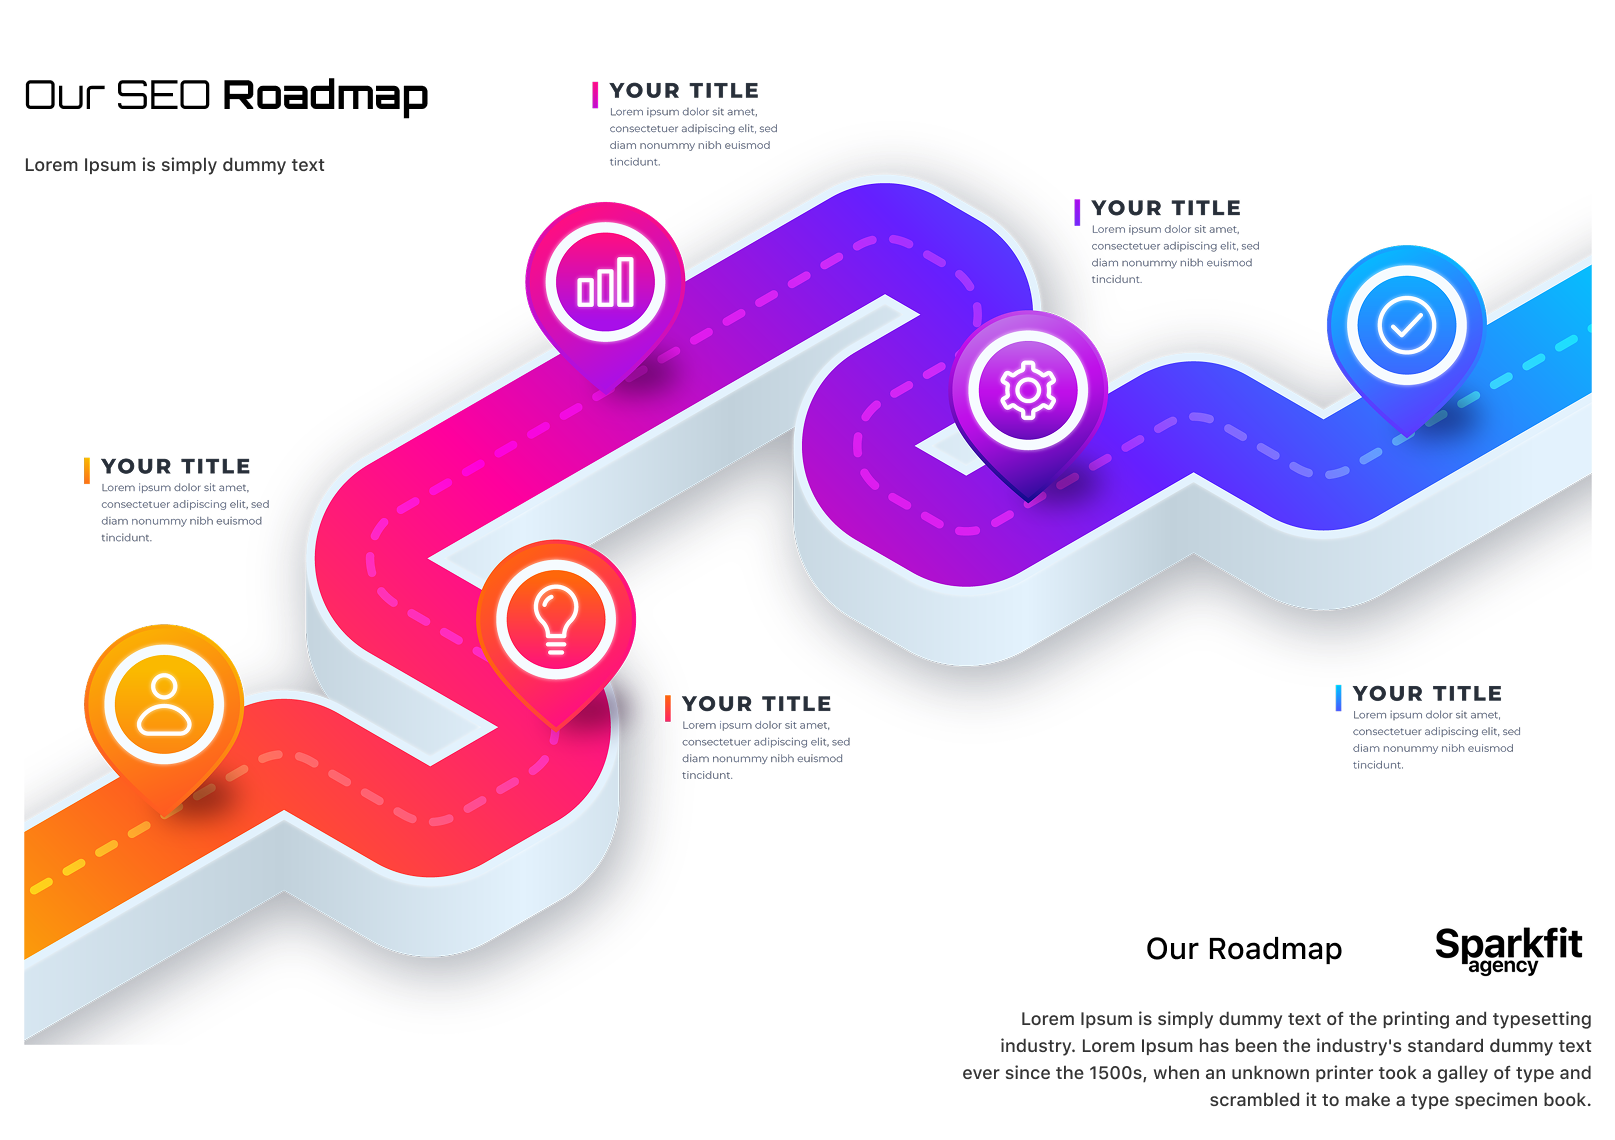 Our SEO Roadmap
Lorem Ipsum is simply dummy text
YOUR TITLE
Lorem ipsum dolor sit amet,
consectetuer adipiscing elit, sed
diam nonummy nibh euismod
tincidunt.
YOUR TITLE
Lorem ipsum dolor sit amet,
consectetuer adipiscing elit, sed
diam nonummy nibh euismod
tincidunt.
YOUR TITLE
Lorem ipsum dolor sit amet,
consectetuer adipiscing elit, sed
diam nonummy nibh euismod
tincidunt.
YOUR TITLE
Lorem ipsum dolor sit amet,
consectetuer adipiscing elit, sed
diam nonummy nibh euismod
tincidunt.
YOUR TITLE
Lorem ipsum dolor sit amet,
consectetuer adipiscing elit, sed
diam nonummy nibh euismod
tincidunt.
Our Roadmap
Sparkfit
agency
Lorem Ipsum is simply dummy text of the printing and typesetting
industry. Lorem Ipsum has been the industry's standard dummy text
ever since the 1500s, when an unknown printer took a galley of type and
scrambled it to make a type specimen book.